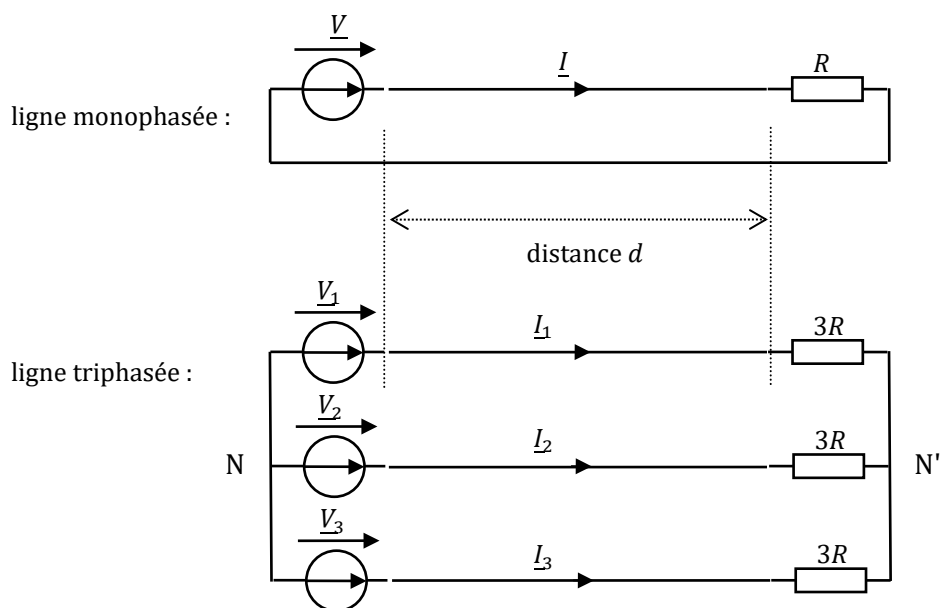 V
I
R
ligne monophasée :
distance d
V1
I1
3R
ligne triphasée :
V2
I2
3R
N
N'
V3
I3
3R